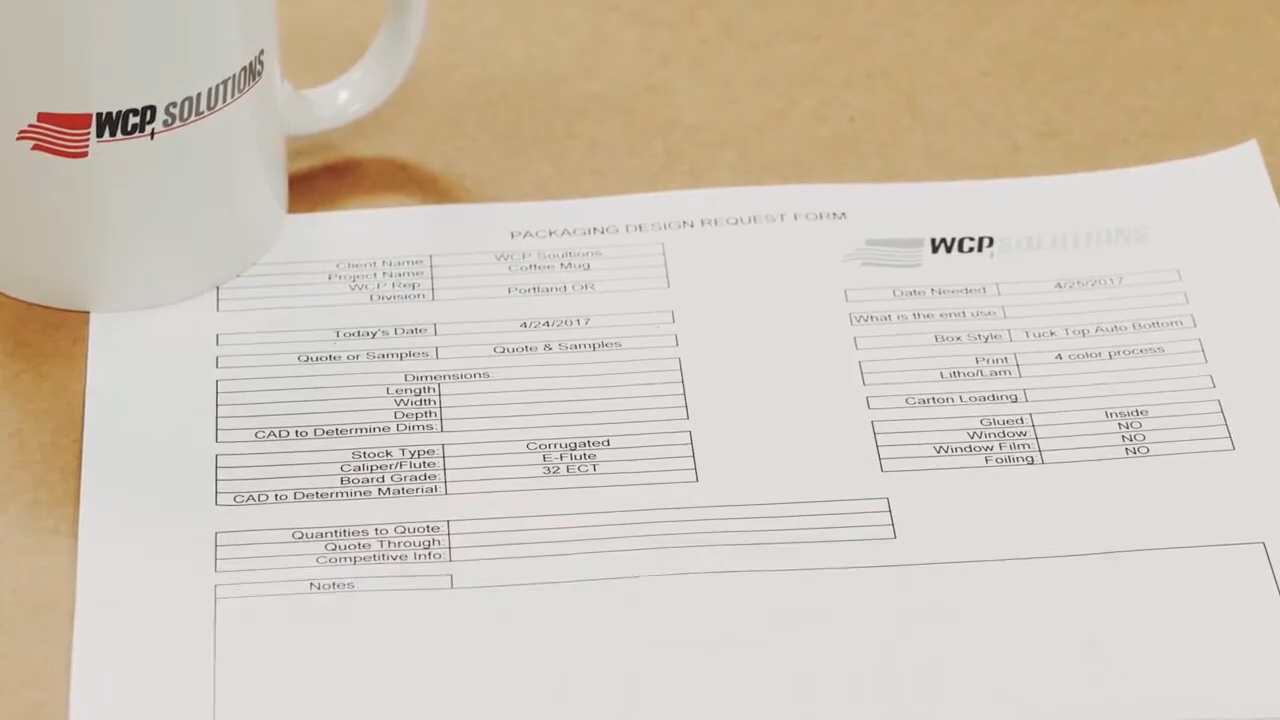 WCP SOLUTIONS
PACKAGING DESIGN REQUEST FORM
WCP SOLUTIONS
Client Name WCP Soultions
Project Name Coffee Mug
WCP Rep
Division Portland OR
Today's Date: 4/24/2017
Quote or Samples: Quote & Samples
Dimensions:
Length
Width
Depth
CAD to Determine Dims:
Stock Type: Corrugated
Caliper/Flute: E-Flute
Board Grade: 32 ECT
CAD to Determine Material:
Date Needed 4/25/2017
What is the end use
Box Style: Tuck Top Auto Bottom
Print 4 color process
Litho/Lam
Carton Loading:
Glued: Inside
Window: NO
Window Film: NO
Foiling: NO
Quantities to Quote:
Quote Through:
Competitive Info:
Notes: